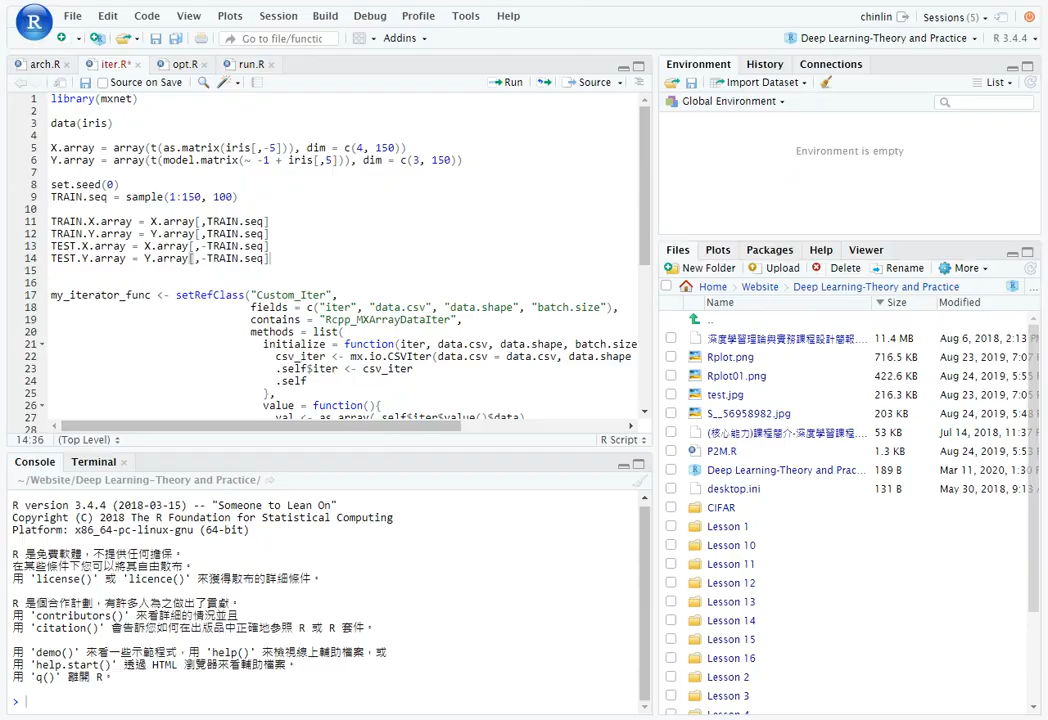 File Edit Code View Plots Session Build Debug Profile Tools Help
chinlin Sessions (5)
Go to file/functic Addins
Deep Learning-Theory and Practice R 3.4.4
arch.R iter.R* opt.R run.R
Source on Save Run Source
1 library(mxnet)
2
3 data(iris)
4
5 X.array = array(t(as.matrix(iris[,-5])), dim = c(4, 150))
6 Y.array = array(t(model.matrix(~ -1 + iris[,5])), dim = c(3, 150))
7
8 set.seed(0)
9 TRAIN.seq = sample(1:150, 100)
10
11 TRAIN.X.array = X.array[,TRAIN.seq]
12 TRAIN.Y.array = Y.array[,TRAIN.seq]
13 TEST.X.array = X.array[,-TRAIN.seq]
14 TEST.Y.array = Y.array[,-TRAIN.seq]
15
16
17 my_iterator_func <- setRefClass("Custom_Iter",
18 fields = c("iter", "data.csv", "data.shape", "batch.size"),
19 contains = "Rcpp_MXArrayDataIter",
20 methods = list(
21 initialize = function(iter, data.csv, data.shape, batch.size
22 csv_iter <- mx.io.CSVIter(data.csv = data.csv, data.shape
23 .self$iter <- csv_iter
24 .self
25 },
26 value = function(){
27 val <- as.array(.self$iter$value()$data)
28
14:36 (Top Level) R Script
Console Terminal
~/Website/Deep Learning-Theory and Practice/
R version 3.4.4 (2018-03-15) -- "Someone to Lean On"
Copyright (C) 2018 The R Foundation for Statistical Computing
Platform: x86_64-pc-linux-gnu (64-bit)
R 是免費軟體，不提供任何擔保。
在某些條件下您可以將其自由散布。
用 'license()' 或 'licence()' 來獲得散布的詳細條件。
R 是個合作計劃，有許多人為之做出了貢獻。
用 'contributors()' 來看詳細的情況並且
用 'citation()' 會告訴您如何在出版品中正確地參照 R 或 R 套件。
用 'demo()' 來看一些示範程式，用 'help()' 來檢視線上輔助檔案，或
用 'help.start()' 透過 HTML 瀏覽器來看輔助檔案。
用 'q()' 離開 R。
>
Environment History Connections
Import Dataset List
Global Environment
Environment is empty
Files Plots Packages Help Viewer
New Folder Upload Delete Rename More
Home Website Deep Learning-Theory and Practice ...
Name Size Modified
..
深度學習理論與實務課程設計簡報.... 11.4 MB Aug 6, 2018, 2:13 P
Rplot.png 716.5 KB Aug 23, 2019, 7:07
Rplot01.png 422.6 KB Aug 24, 2019, 5:55
test.jpg 216.3 KB Aug 23, 2019, 7:05
S__56958982.jpg 203 KB Aug 24, 2019, 5:48
(核心能力)課程簡介-深度學習課程.... 53 KB Jul 14, 2018, 11:37
P2M.R 1.3 KB Aug 24, 2019, 5:53
Deep Learning-Theory and Prac... 189 B Mar 11, 2020, 1:30
desktop.ini 131 B May 30, 2018, 9:13
CIFAR
Lesson 1
Lesson 10
Lesson 11
Lesson 12
Lesson 13
Lesson 14
Lesson 15
Lesson 16
Lesson 2
Lesson 3
Lesson 4